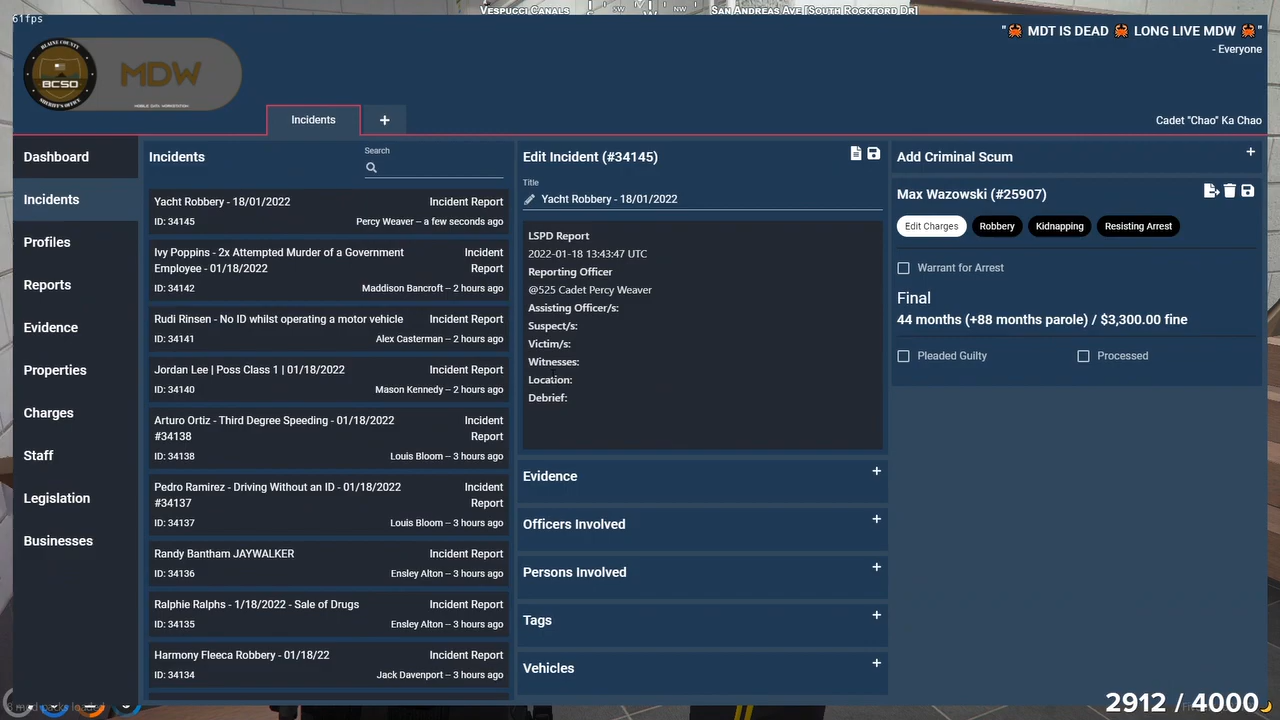 61fps
Vespucci Canals
NW
San Andreas Ave [South Rockford Dr]
" 🦀 MDT IS DEAD 🦀 LONG LIVE MDW 🦀 "
- Everyone
BLAINE COUNTY
BCSO
SHERIFF'S OFFICE
MDW
MOBILE DATA WORKSTATION
Incidents
+
Cadet "Chao" Ka Chao
Dashboard
Incidents
Profiles
Reports
Evidence
Properties
Charges
Staff
Legislation
Businesses
Incidents
Search
Yacht Robbery - 18/01/2022 Incident Report
ID: 34145 Percy Weaver – a few seconds ago
Ivy Poppins - 2x Attempted Murder of a Government Incident
Employee - 01/18/2022 Report
ID: 34142 Maddison Bancroft – 2 hours ago
Rudi Rinsen - No ID whilst operating a motor vehicle Incident Report
ID: 34141 Alex Casterman – 2 hours ago
Jordan Lee | Poss Class 1 | 01/18/2022 Incident Report
ID: 34140 Mason Kennedy – 2 hours ago
Arturo Ortiz - Third Degree Speeding - 01/18/2022 Incident
#34138 Report
ID: 34138 Louis Bloom – 3 hours ago
Pedro Ramirez - Driving Without an ID - 01/18/2022 Incident
#34137 Report
ID: 34137 Louis Bloom – 3 hours ago
Randy Bantham JAYWALKER Incident Report
ID: 34136 Ensley Alton – 3 hours ago
Ralphie Ralphs - 1/18/2022 - Sale of Drugs Incident Report
ID: 34135 Ensley Alton – 3 hours ago
Harmony Fleeca Robbery - 01/18/22 Incident Report
ID: 34134 Jack Davenport – 3 hours ago
Edit Incident (#34145)
Title
Yacht Robbery - 18/01/2022
LSPD Report
2022-01-18 13:43:47 UTC
Reporting Officer
@525 Cadet Percy Weaver
Assisting Officer/s:
Suspect/s:
Victim/s:
Witnesses:
Location:
Debrief:
Evidence +
Officers Involved +
Persons Involved +
Tags +
Vehicles +
Add Criminal Scum +
Max Wazowski (#25907)
Edit Charges Robbery Kidnapping Resisting Arrest
Warrant for Arrest
Final
44 months (+88 months parole) / $3,300.00 fine
Pleaded Guilty Processed
2912 / 4000